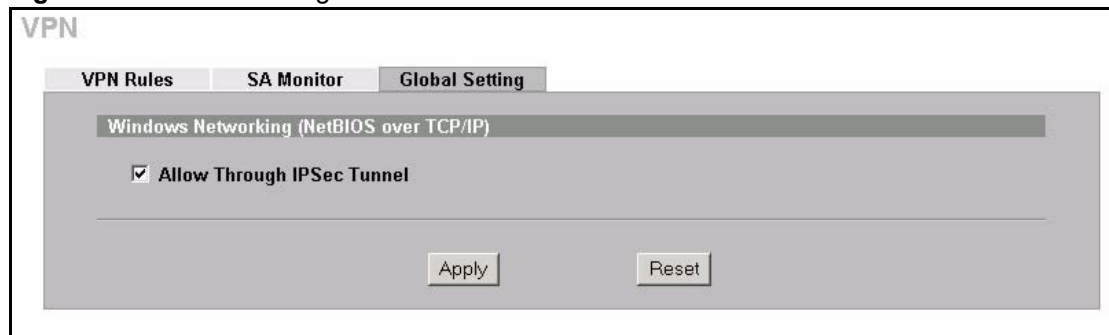 VPN
VPN Rules SA Monitor Global Setting
Windows Networking (NetBIOS over TCP/IP)
Allow Through IPSec Tunnel
Apply Reset